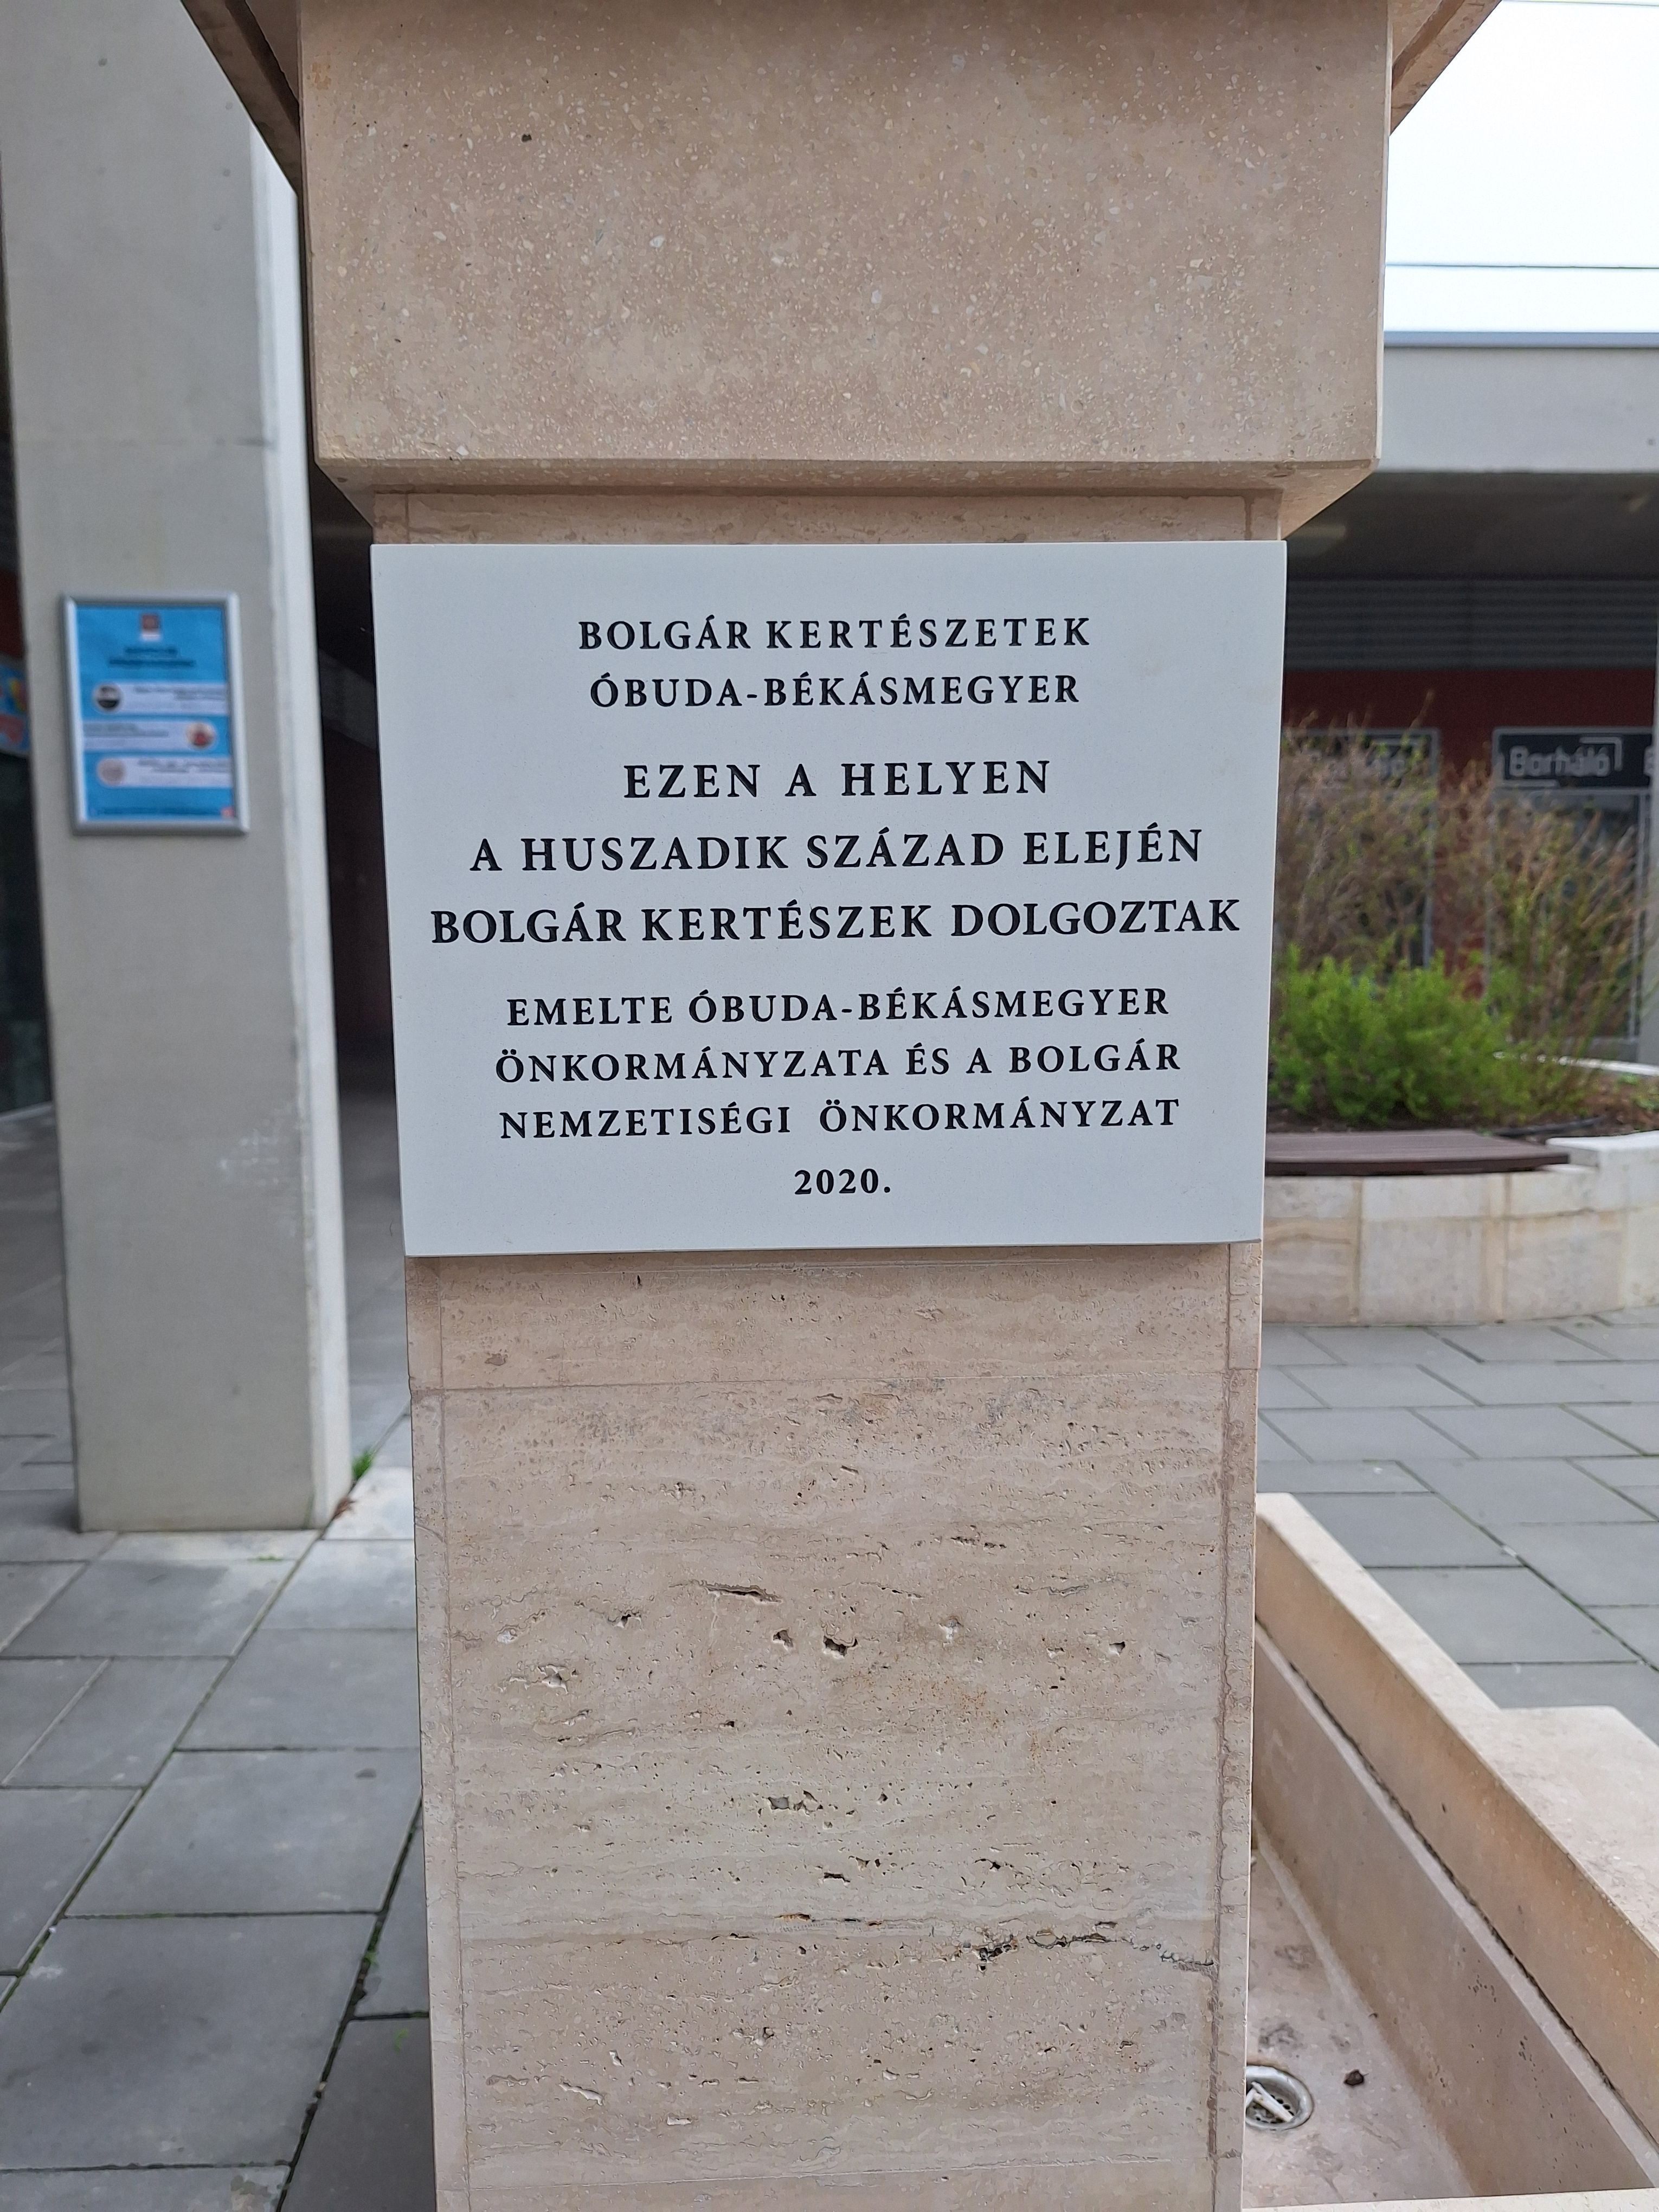 BOLGÁR KERTÉSZETEK
ÓBUDA-BÉKÁSMEGYER
EZEN A HELYEN
A HUSZADIK SZÁZAD ELEJÉN
BOLGÁR KERTÉSZEK DOLGOZTAK
EMELTE ÓBUDA-BÉKÁSMEGYER
ÖNKORMÁNYZATA ÉS A BOLGÁR
NEMZETISÉGI ÖNKORMÁNYZAT
2020.
Borháló